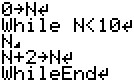 0→N↵
While N<10↵
N◢
N+2→N↵
WhileEnd↵